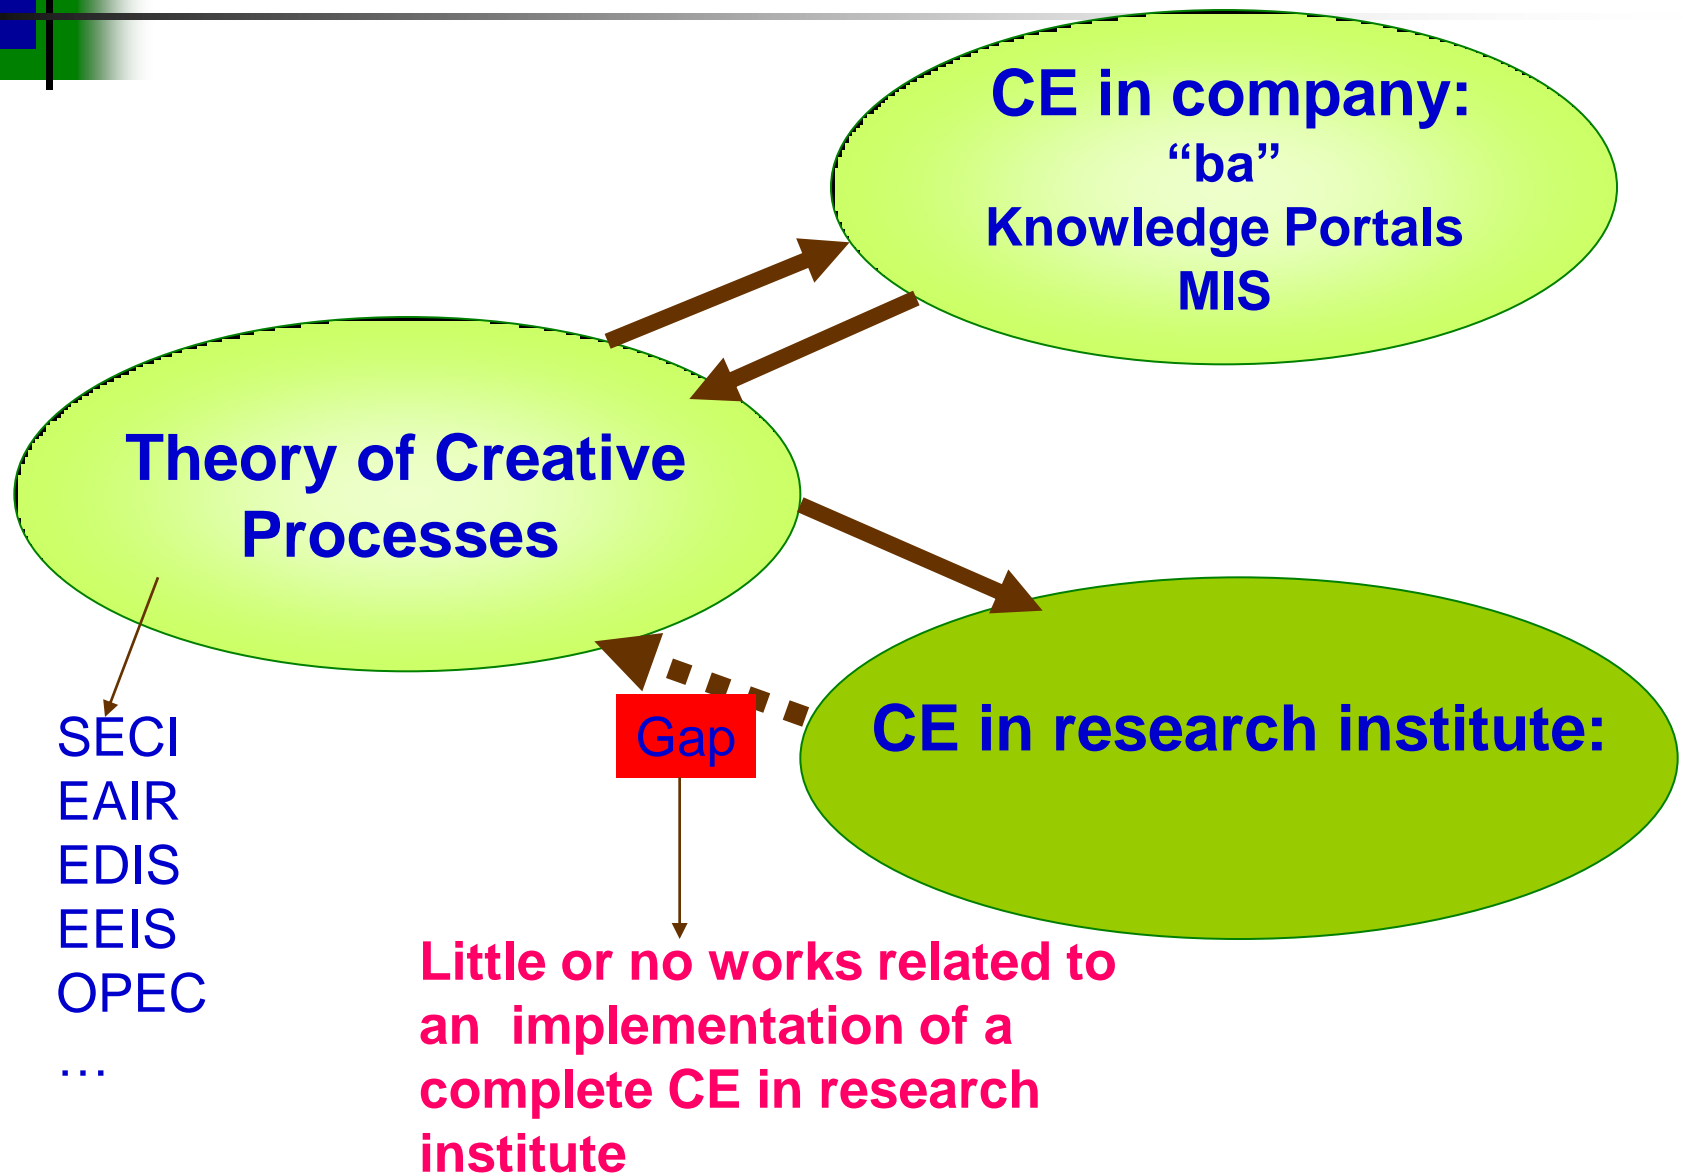 CE in company:
“ba”
Knowledge Portals
MIS
Theory of Creative
Processes
CE in research institute:
Gap
SECI
EAIR
EDIS
EEIS
OPEC
…
Little or no works related to
an  implementation of a
complete CE in research
institute